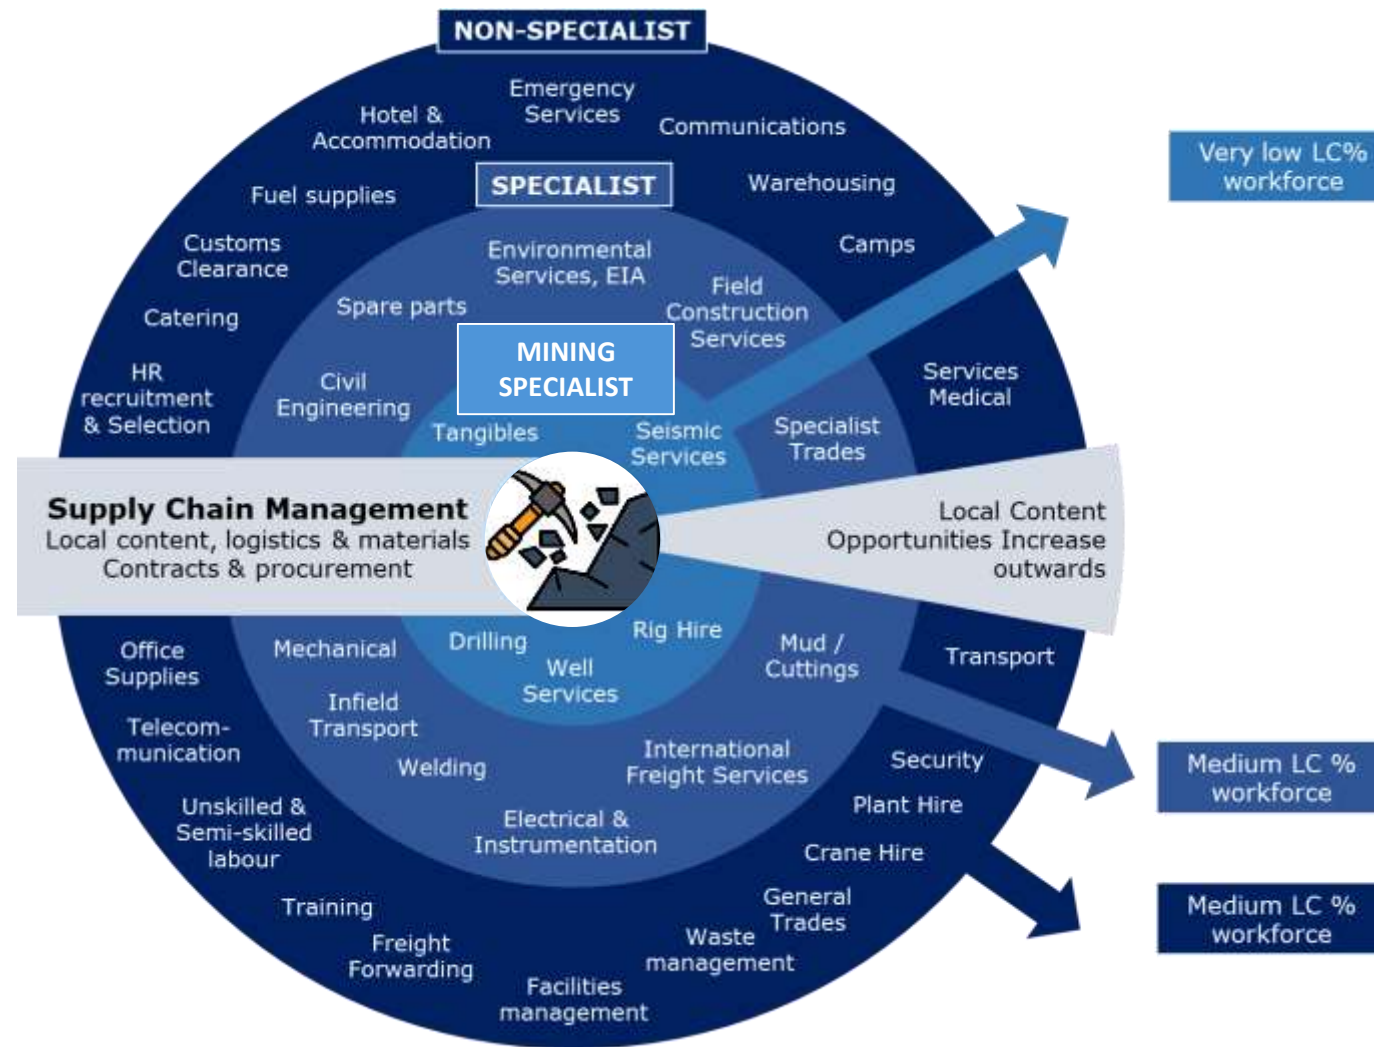 NON-SPECIALIST
Emergency
Services
Hotel &
Accommodation
Communications
Fuel supplies
SPECIALIST
Warehousing
Very low LC%
workforce
Customs
Clearance
Environmental
Services, EIA
Camps
Catering
Spare parts
Field
Construction
Services
MINING
SPECIALIST
HR
recruitment
& Selection
Civil
Engineering
Services
Medical
Tangibles
Seismic
Services
Specialist
Trades
Supply Chain Management
Local content, logistics & materials
Contracts & procurement
Local Content
Opportunities Increase
outwards
Office
Supplies
Mechanical
Drilling
Well
Services
Rig Hire
Mud /
Cuttings
Transport
Telecom-
munication
Infield
Transport
Welding
International
Freight Services
Security
Medium LC %
workforce
Unskilled &
Semi-skilled
labour
Electrical &
Instrumentation
Plant Hire
Crane Hire
Training
General
Trades
Medium LC %
workforce
Freight
Forwarding
Waste
management
Facilities
management